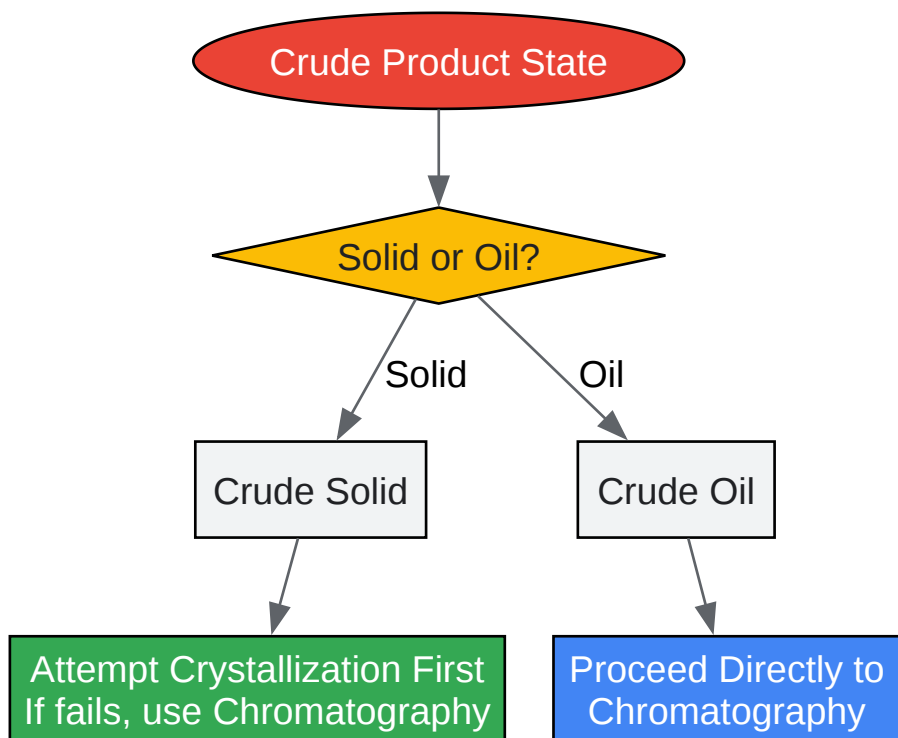 Crude Product State
Solid or Oil?
Solid
Oil
Crude Solid
Crude Oil
Attempt Crystallization First
If fails, use Chromatography
Proceed Directly to
Chromatography